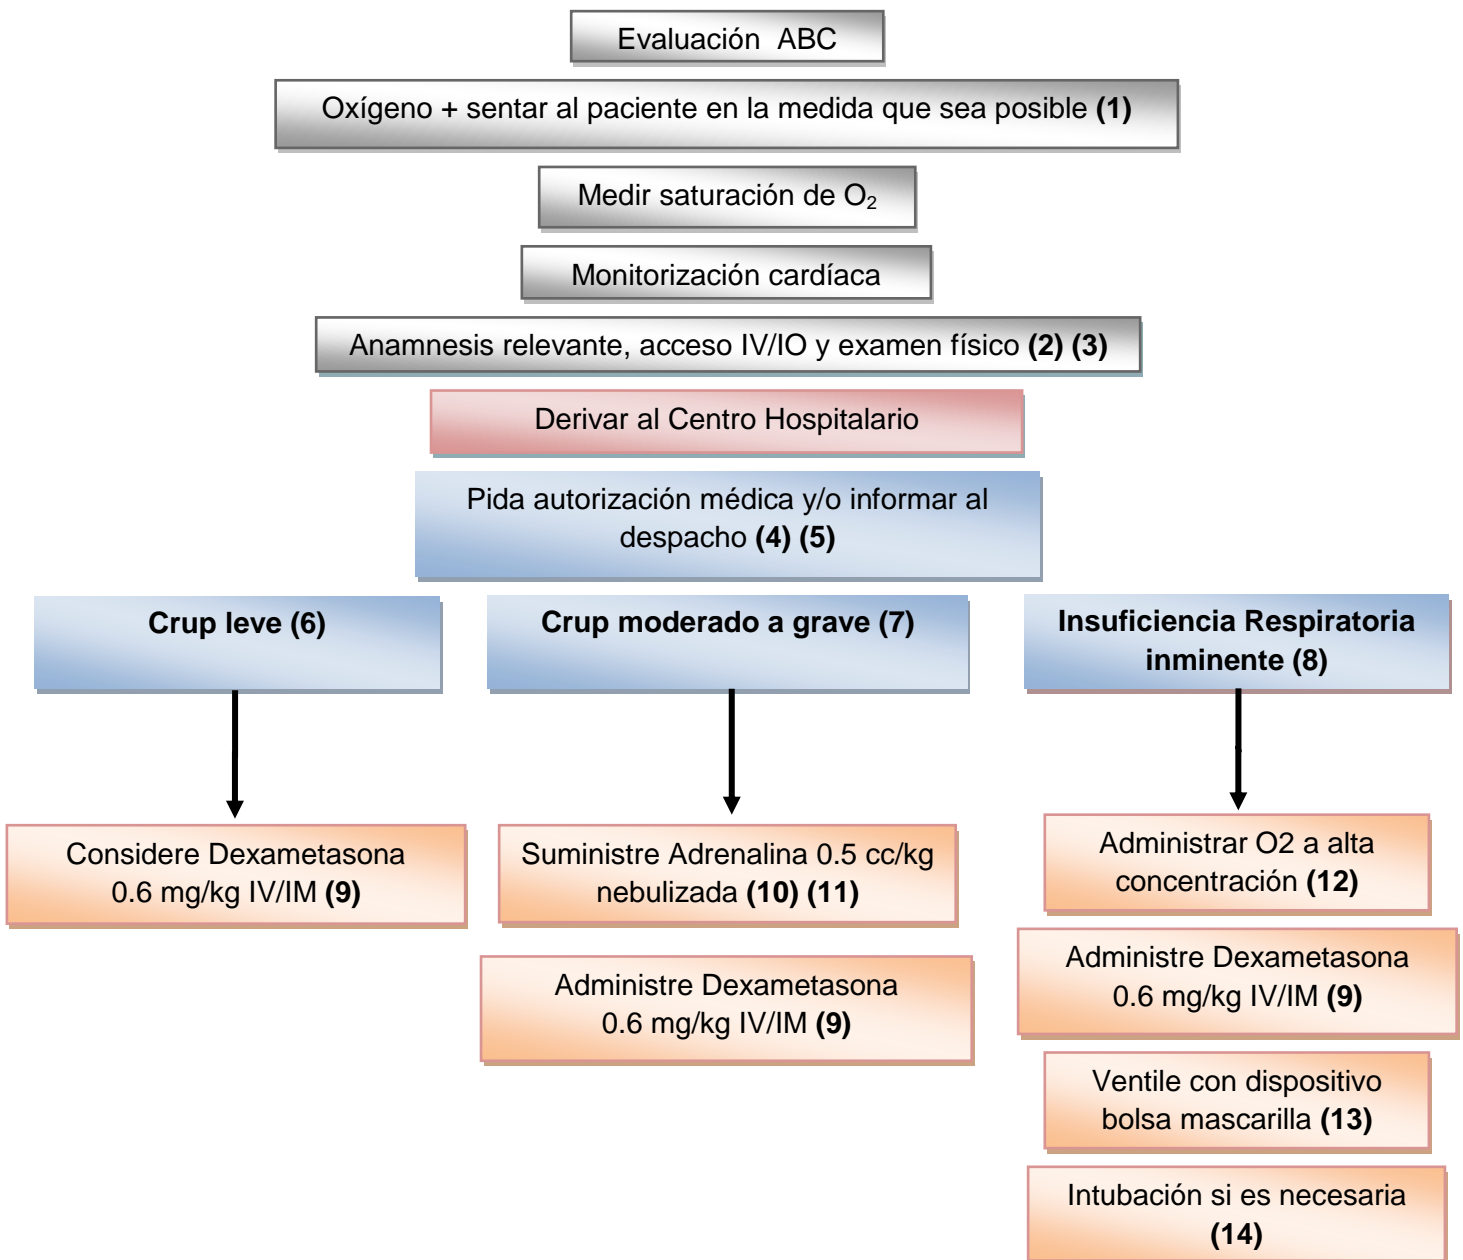 Evaluación ABC
Oxígeno + sentar al paciente en la medida que sea posible (1)
Medir saturación de O₂
Monitorización cardíaca
Anamnesis relevante, acceso IV/IO y examen físico (2) (3)
Derivar al Centro Hospitalario
Pida autorización médica y/o informar al
despacho (4) (5)
Crup leve (6)
Considere Dexametasona
0.6 mg/kg IV/IM (9)
Crup moderado a grave (7)
Suministre Adrenalina 0.5 cc/kg
nebulizada (10) (11)
Administre Dexametasona
0.6 mg/kg IV/IM (9)
Insuficiencia Respiratoria
inminente (8)
Administrar O2 a alta
concentración (12)
Administre Dexametasona
0.6 mg/kg IV/IM (9)
Ventile con dispositivo
bolsa mascarilla (13)
Intubación si es necesaria
(14)